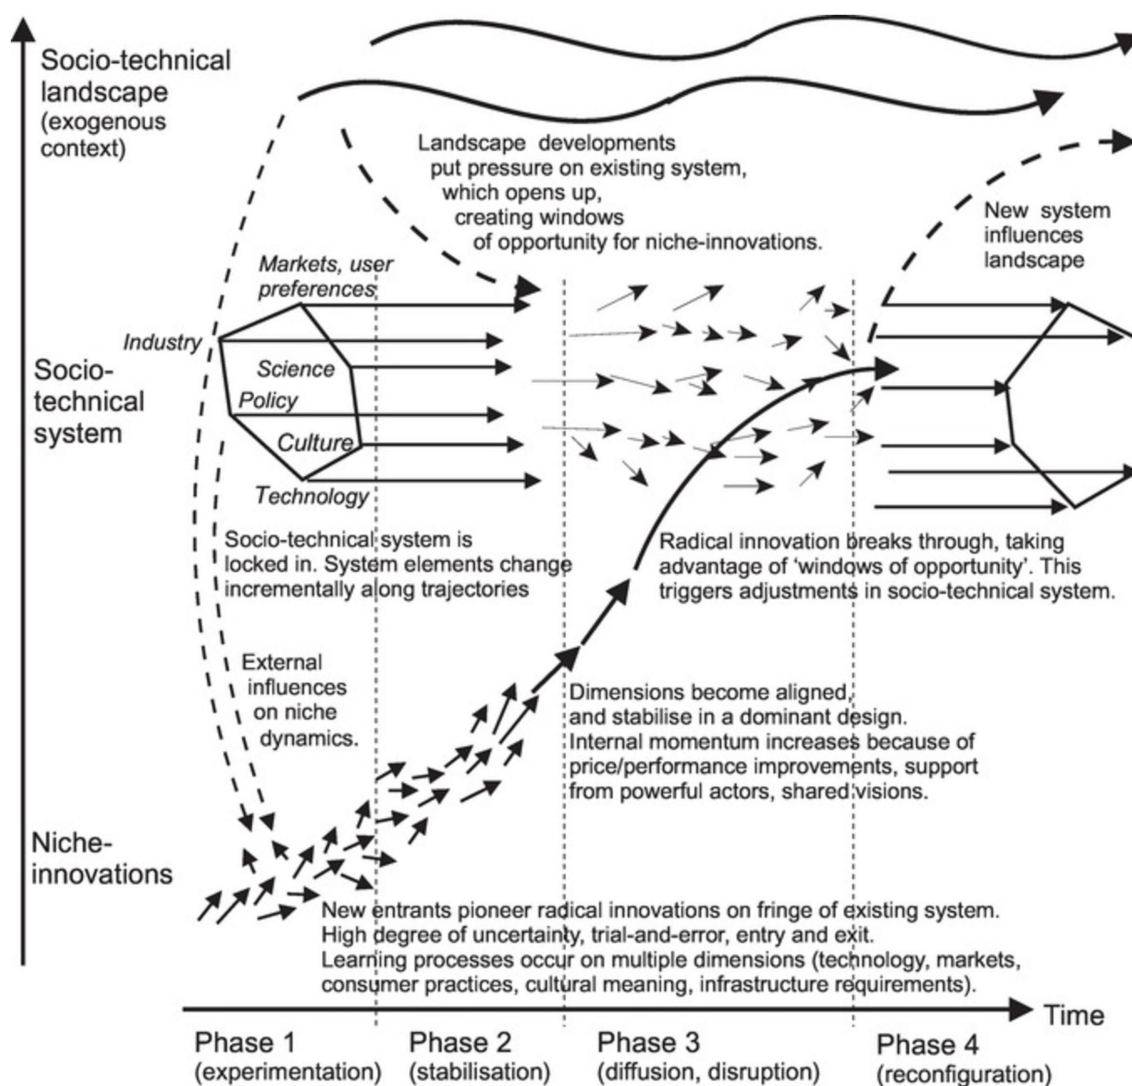 Socio-technical
landscape
(exogenous
context)
Landscape developments
put pressure on existing system,
which opens up,
creating windows
of opportunity for niche-innovations.
New system
influences
landscape
Markets, user
preferences
Industry
Science
Policy
Culture
Technology
Socio-
technical
system
Socio-technical system is
locked in. System elements change
incrementally along trajectories
Radical innovation breaks through, taking
advantage of ‘windows of opportunity’. This
triggers adjustments in socio-technical system.
External
influences
on niche
dynamics.
Dimensions become aligned,
and stabilise in a dominant design.
Internal momentum increases because of
price/performance improvements, support
from powerful actors, shared visions.
Niche-
innovations
New entrants pioneer radical innovations on fringe of existing system.
High degree of uncertainty, trial-and-error, entry and exit.
Learning processes occur on multiple dimensions (technology, markets,
consumer practices, cultural meaning, infrastructure requirements).
Time
Phase 1
(experimentation)
Phase 2
(stabilisation)
Phase 3
(diffusion, disruption)
Phase 4
(reconfiguration)